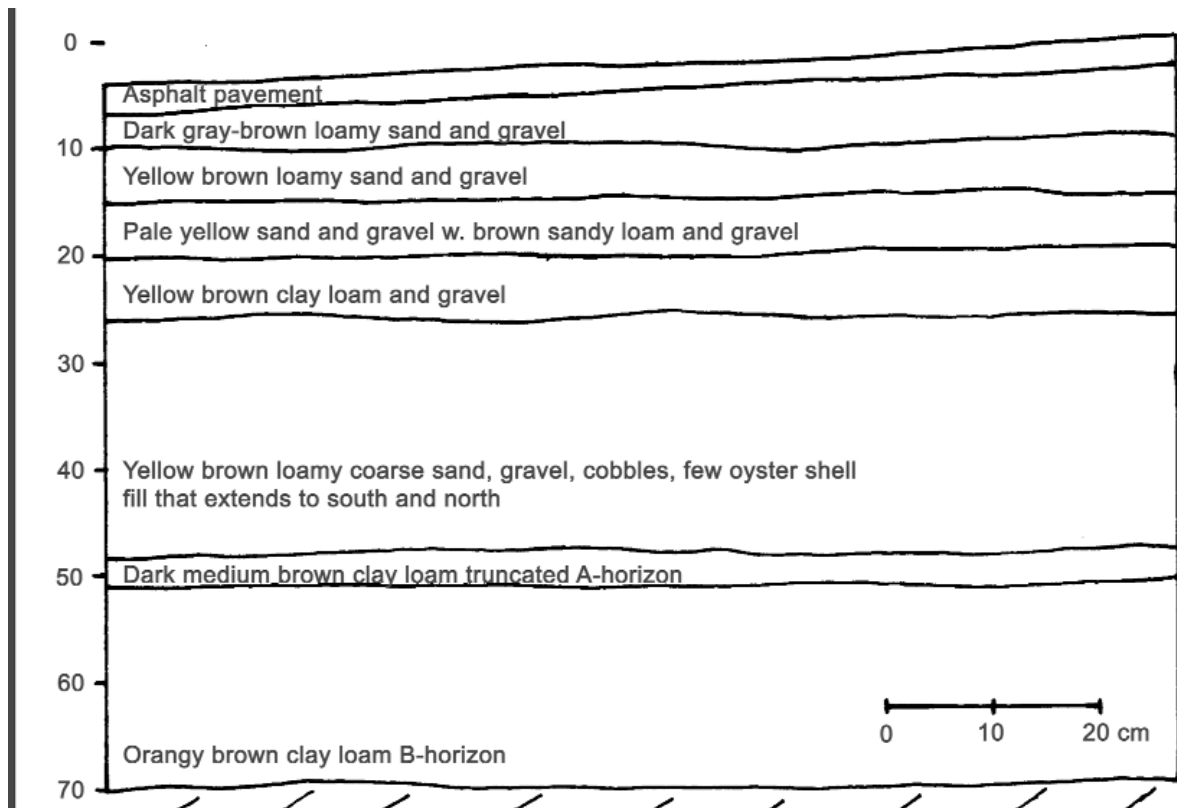 0
Asphalt pavement
Dark gray-brown loamy sand and gravel
10
Yellow brown loamy sand and gravel
Pale yellow sand and gravel w. brown sandy loam and gravel
20
Yellow brown clay loam and gravel
30
40
Yellow brown loamy coarse sand, gravel, cobbles, few oyster shell
fill that extends to south and north
50
Dark medium brown clay loam truncated A-horizon
60
0 10 20 cm
Orangy brown clay loam B-horizon
70